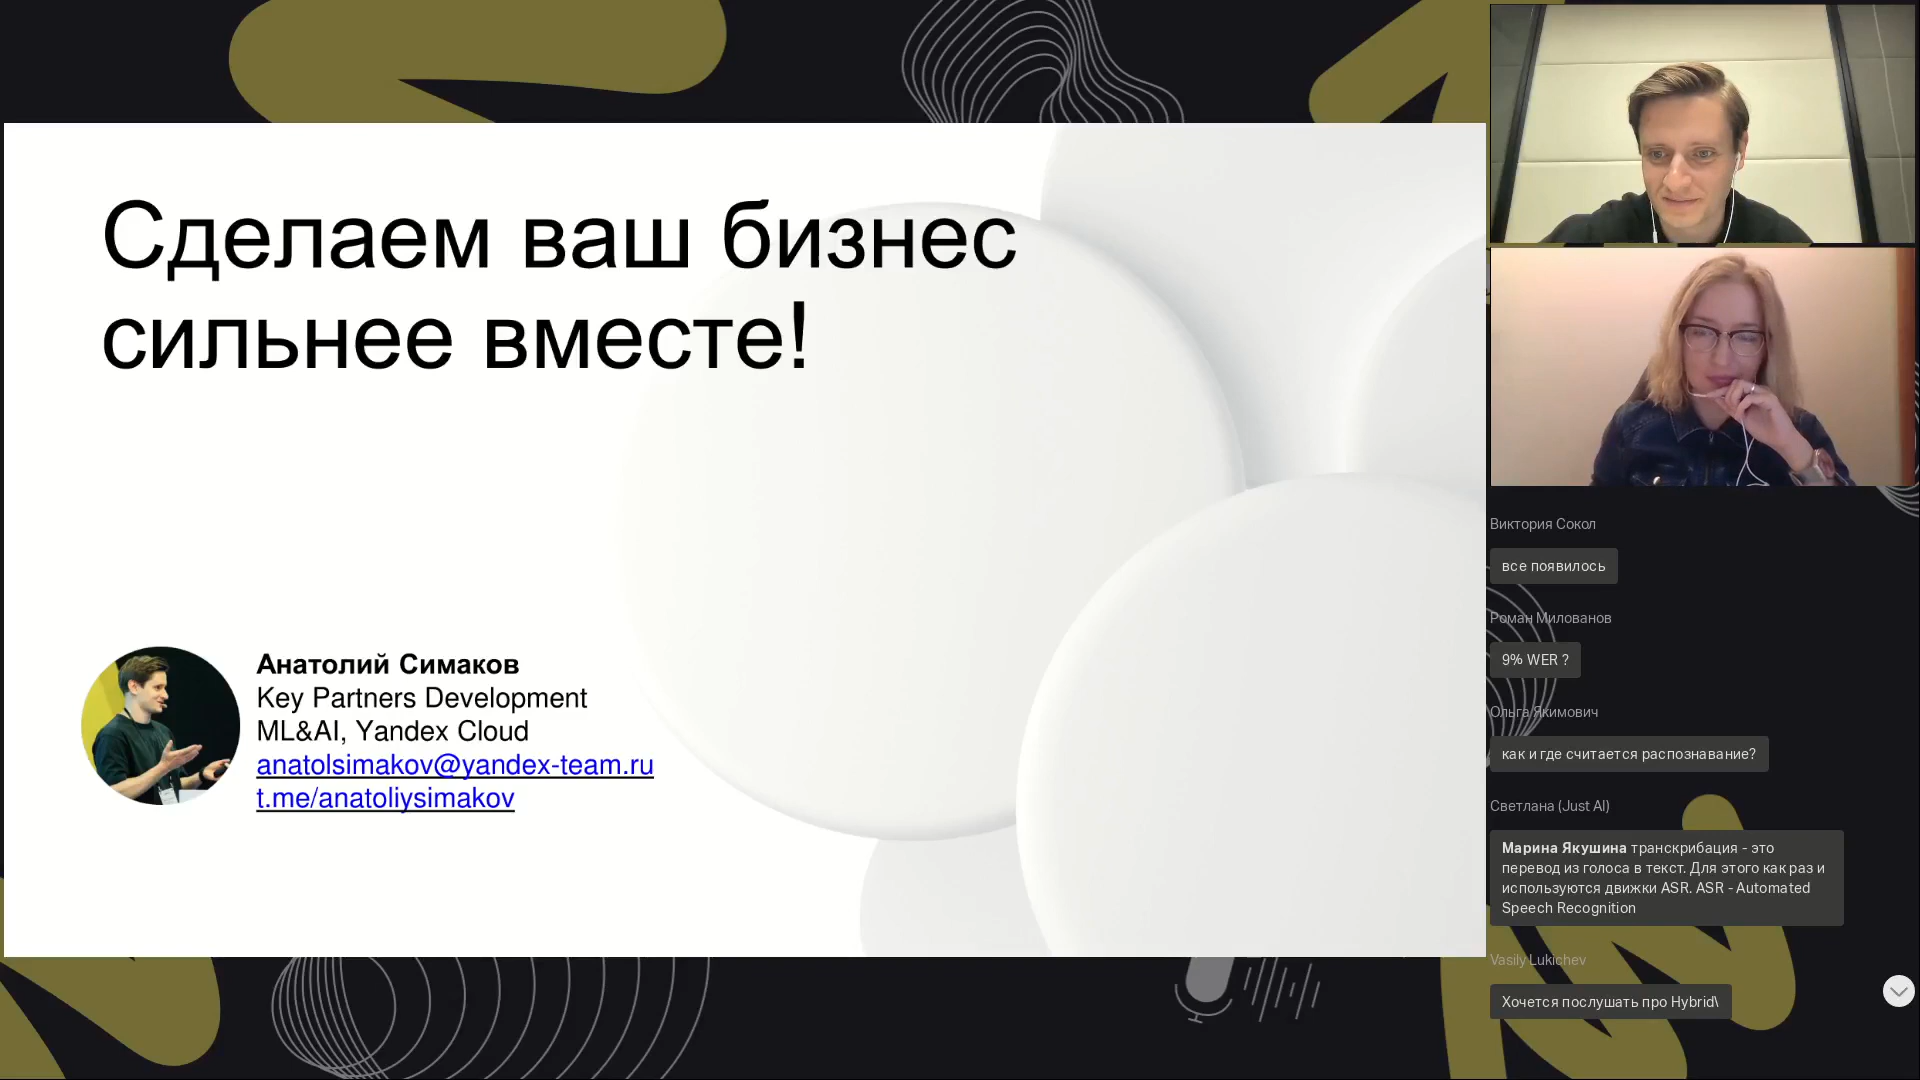 Сделаем ваш бизнес
сильнее вместе!
Анатолий Симаков
Key Partners Development
ML&AI, Yandex Cloud
anatolsimakov@yandex-team.ru
t.me/anatoliysimakov
Виктория Сокол
все появилось
Роман Милованов
9% WER ?
Ольга Якимович
как и где считается распознавание?
Светлана (Just AI)
Марина Якушина транскрибация - это
перевод из голоса в текст. Для этого как раз и
используются движки ASR. ASR - Automated
Speech Recognition
Vasily Lukichev
Хочется послушать про Hybrid\